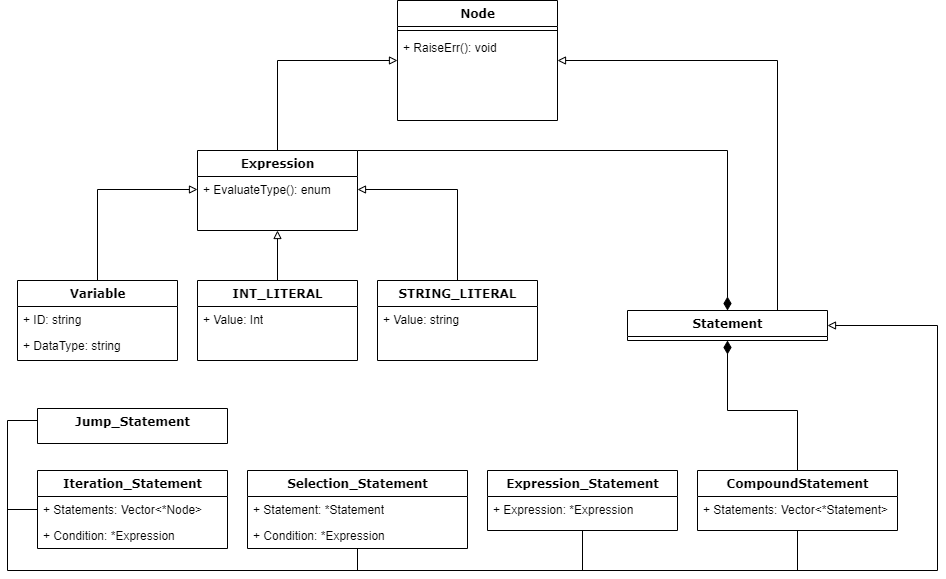 Node
+ RaiseErr(): void
Expression
+ EvaluateType(): enum
Variable
+ ID: string
+ DataType: string
INT_LITERAL
+ Value: Int
STRING_LITERAL
+ Value: string
Statement
Jump_Statement
Iteration_Statement
+ Statements: Vector<*Node>
+ Condition: *Expression
Selection_Statement
+ Statement: *Statement
+ Condition: *Expression
Expression_Statement
+ Expression: *Expression
CompoundStatement
+ Statements: Vector<*Statement>